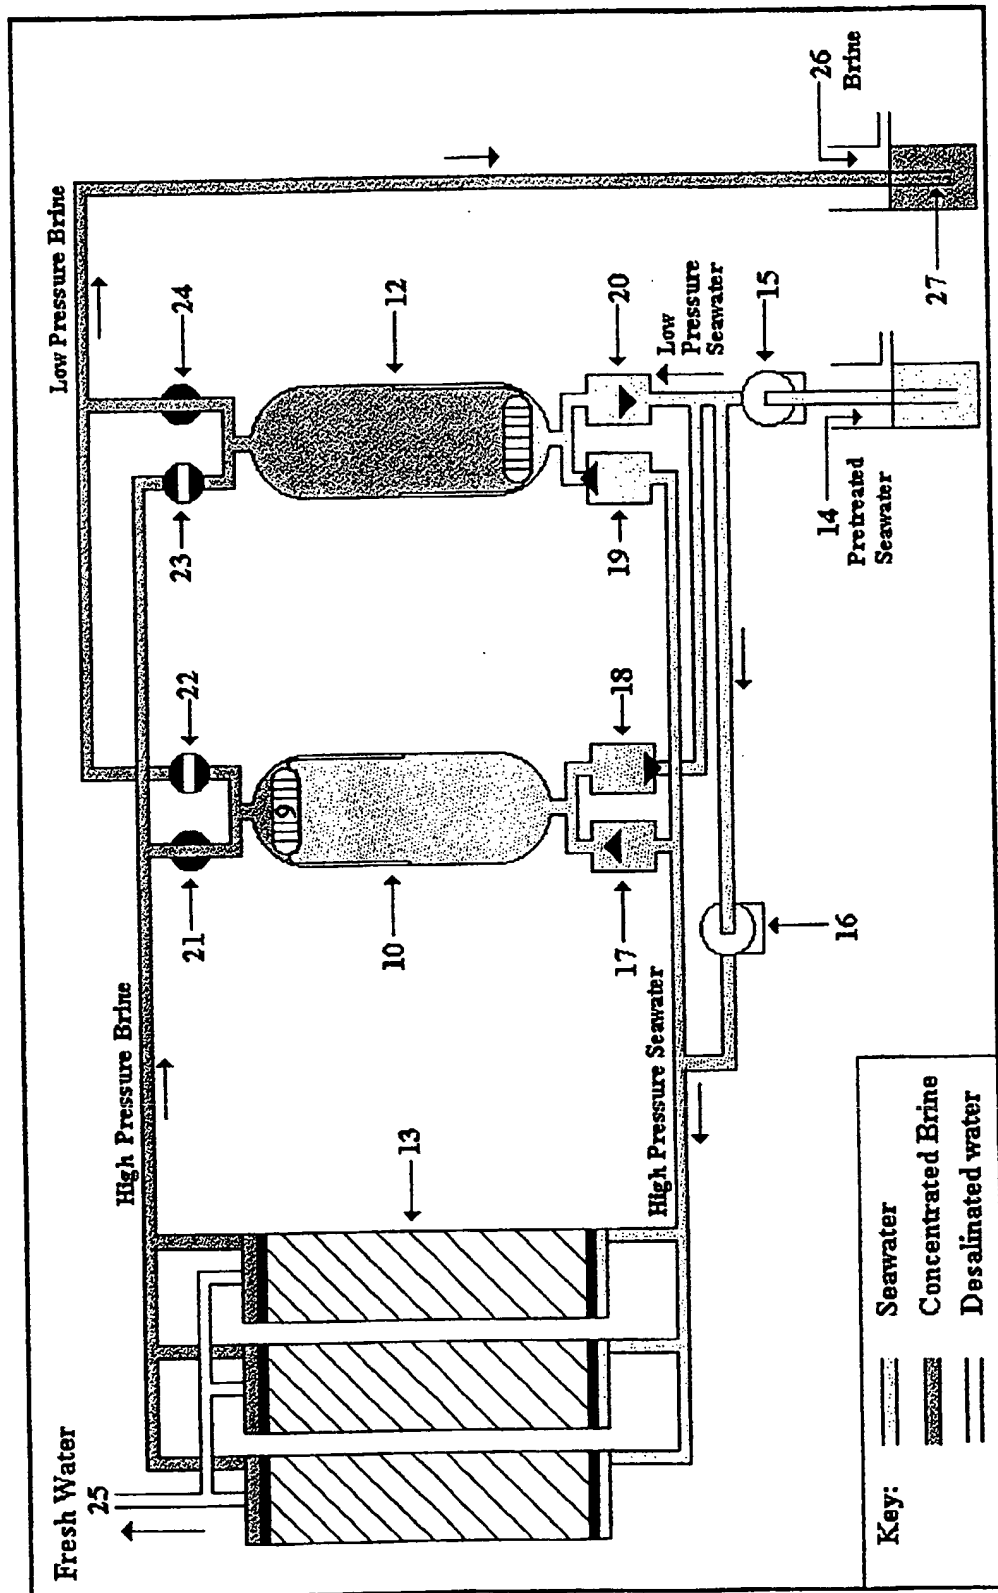 Fresh Water
25
High Pressure Brine
Low Pressure Brine
21
22
23
24
13
10
9
12
17
18
19
20
Low
Pressure
Seawater
15
16
High Pressure Seawater
14
Pretreated
Seawater
26
Brine
27
Key:
Seawater
Concentrated Brine
Desalinated water